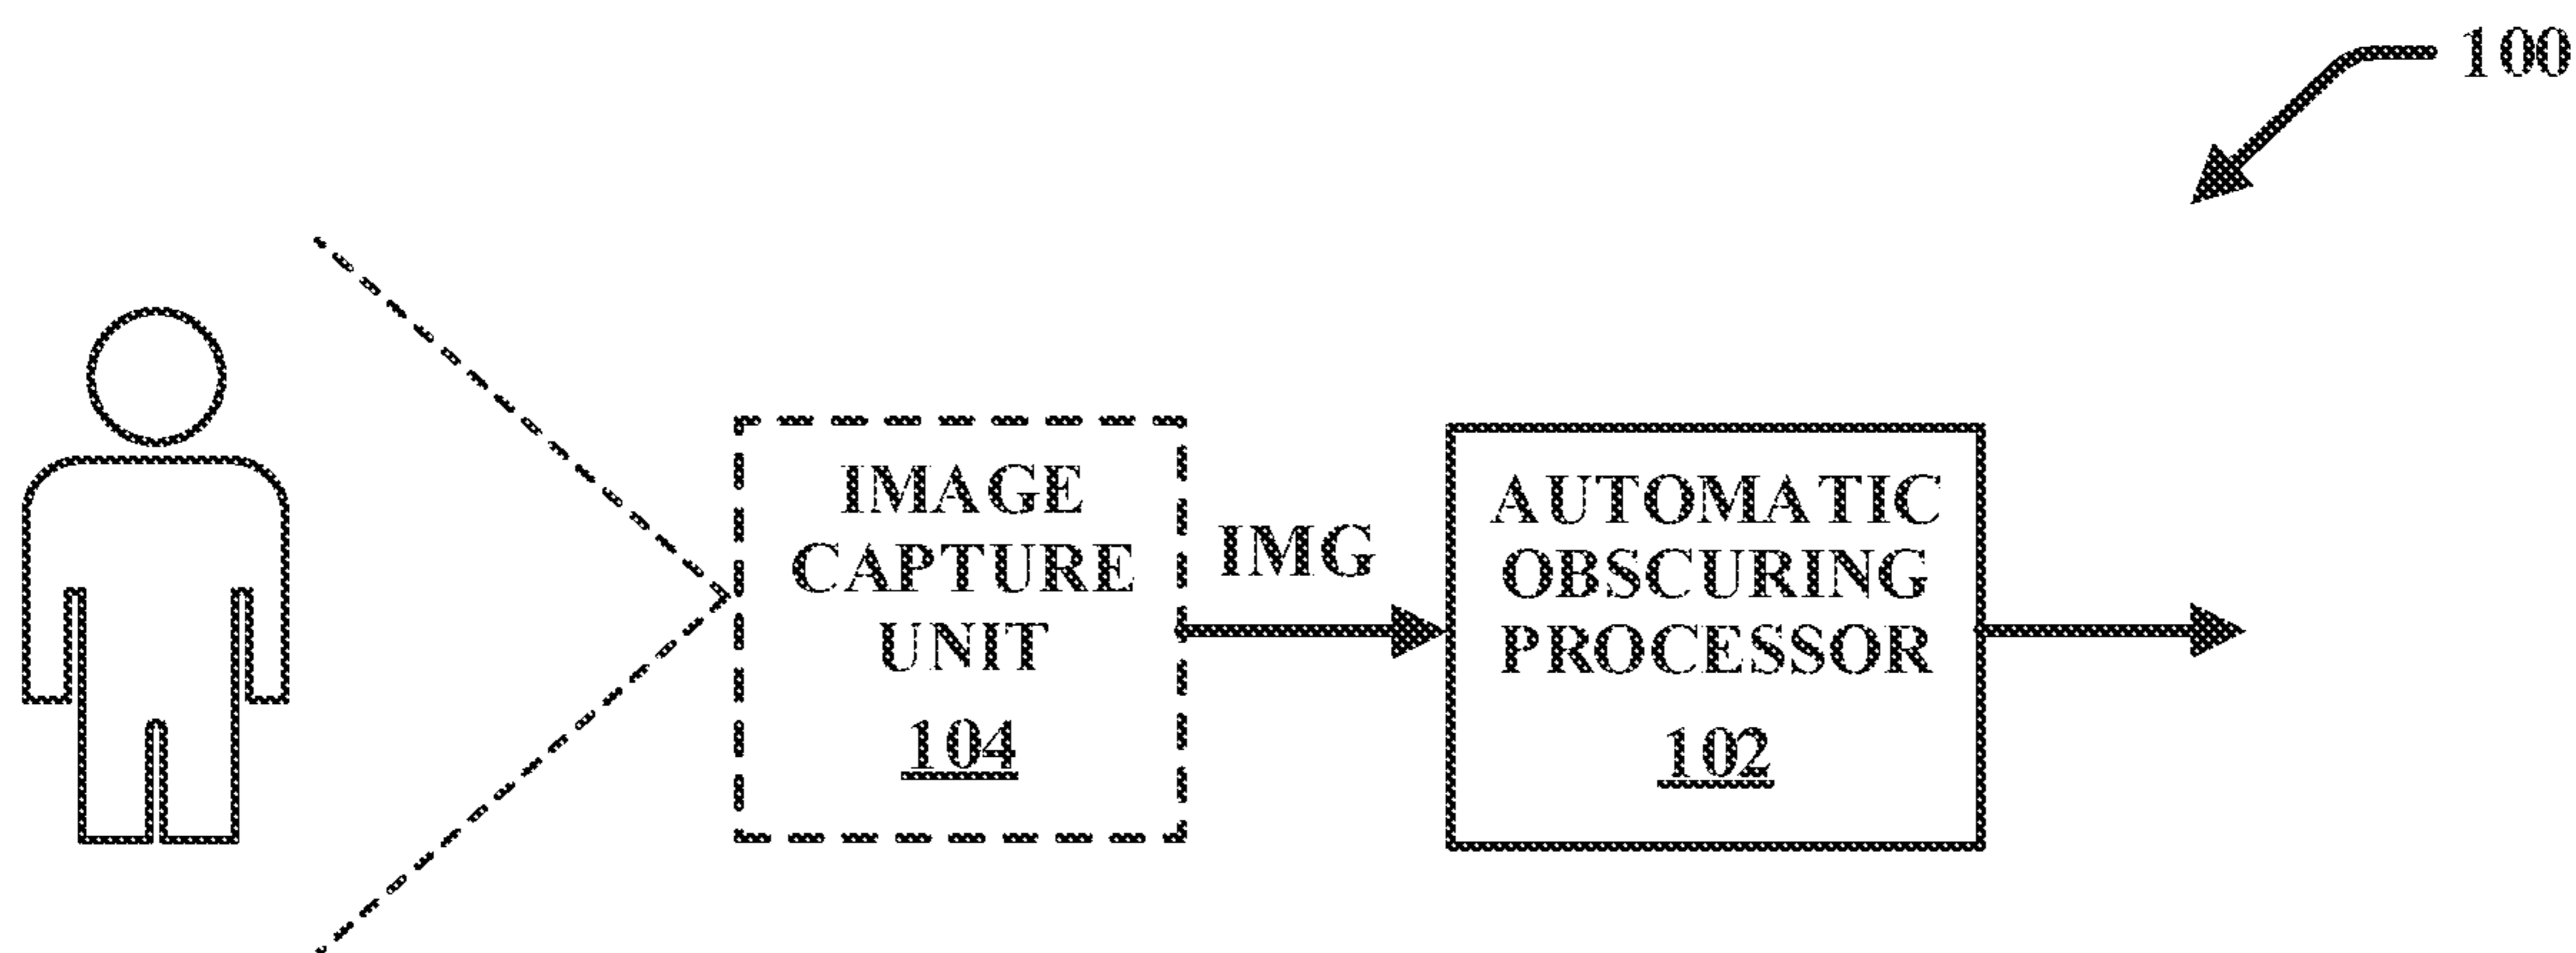 100
IMAGE
CAPTURE
UNIT
104
IMG
AUTOMATIC
OBSCURING
PROCESSOR
102